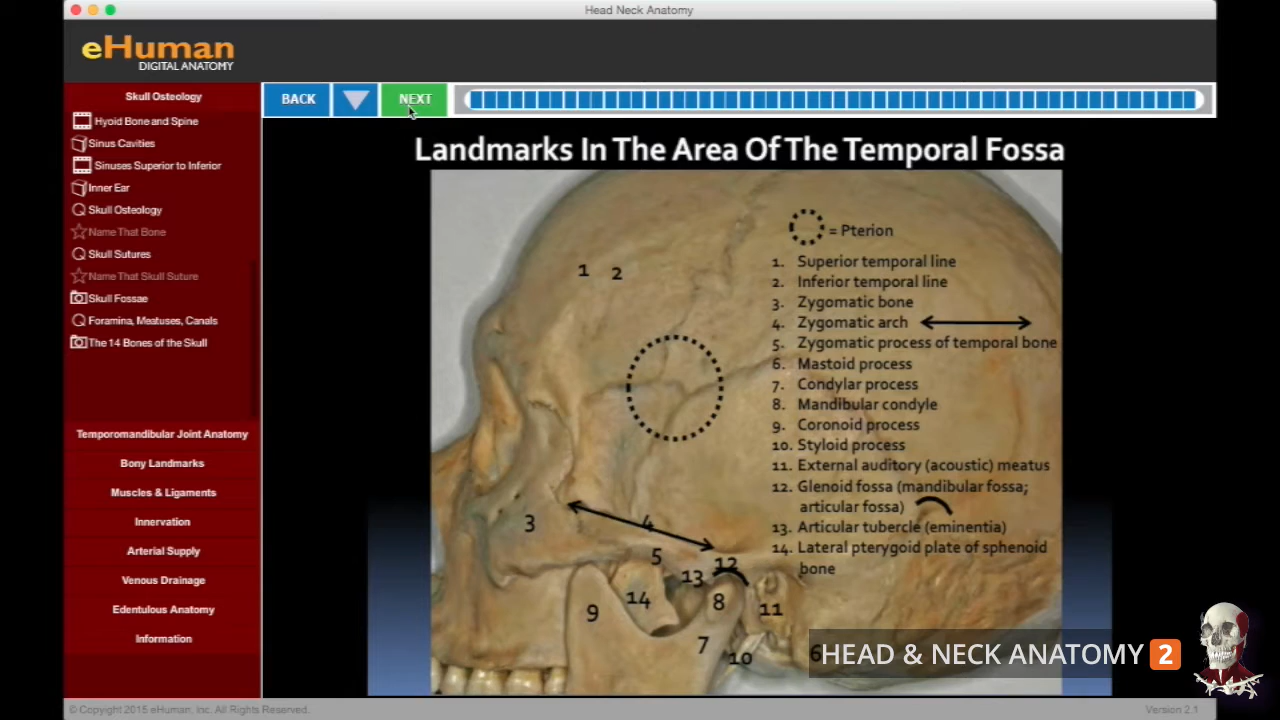 Head Neck Anatomy
eHuman
DIGITAL ANATOMY
Skull Osteology
Hyoid Bone and Spine
Sinus Cavities
Sinuses Superior to Inferior
Inner Ear
Skull Osteology
Name That Bone
Skull Sutures
Name That Skull Suture
Skull Fossae
Foramina, Meatuses, Canals
The 14 Bones of the Skull
Temporomandibular Joint Anatomy
Bony Landmarks
Muscles & Ligaments
Innervation
Arterial Supply
Venous Drainage
Edentulous Anatomy
Information
BACK
NEXT
Landmarks In The Area Of The Temporal Fossa
= Pterion
1. Superior temporal line
2. Inferior temporal line
3. Zygomatic bone
4. Zygomatic arch
5. Zygomatic process of temporal bone
6. Mastoid process
7. Condylar process
8. Mandibular condyle
9. Coronoid process
10. Styloid process
11. External auditory (acoustic) meatus
12. Glenoid fossa (mandibular fossa;
articular fossa)
13. Articular tubercle (eminentia)
14. Lateral pterygoid plate of sphenoid
bone
1 2
3
4
5
12
13
14
8
9
11
7
10
6
HEAD & NECK ANATOMY 2
© Copyright 2015 eHuman, Inc. All Rights Reserved.
Version 2.1